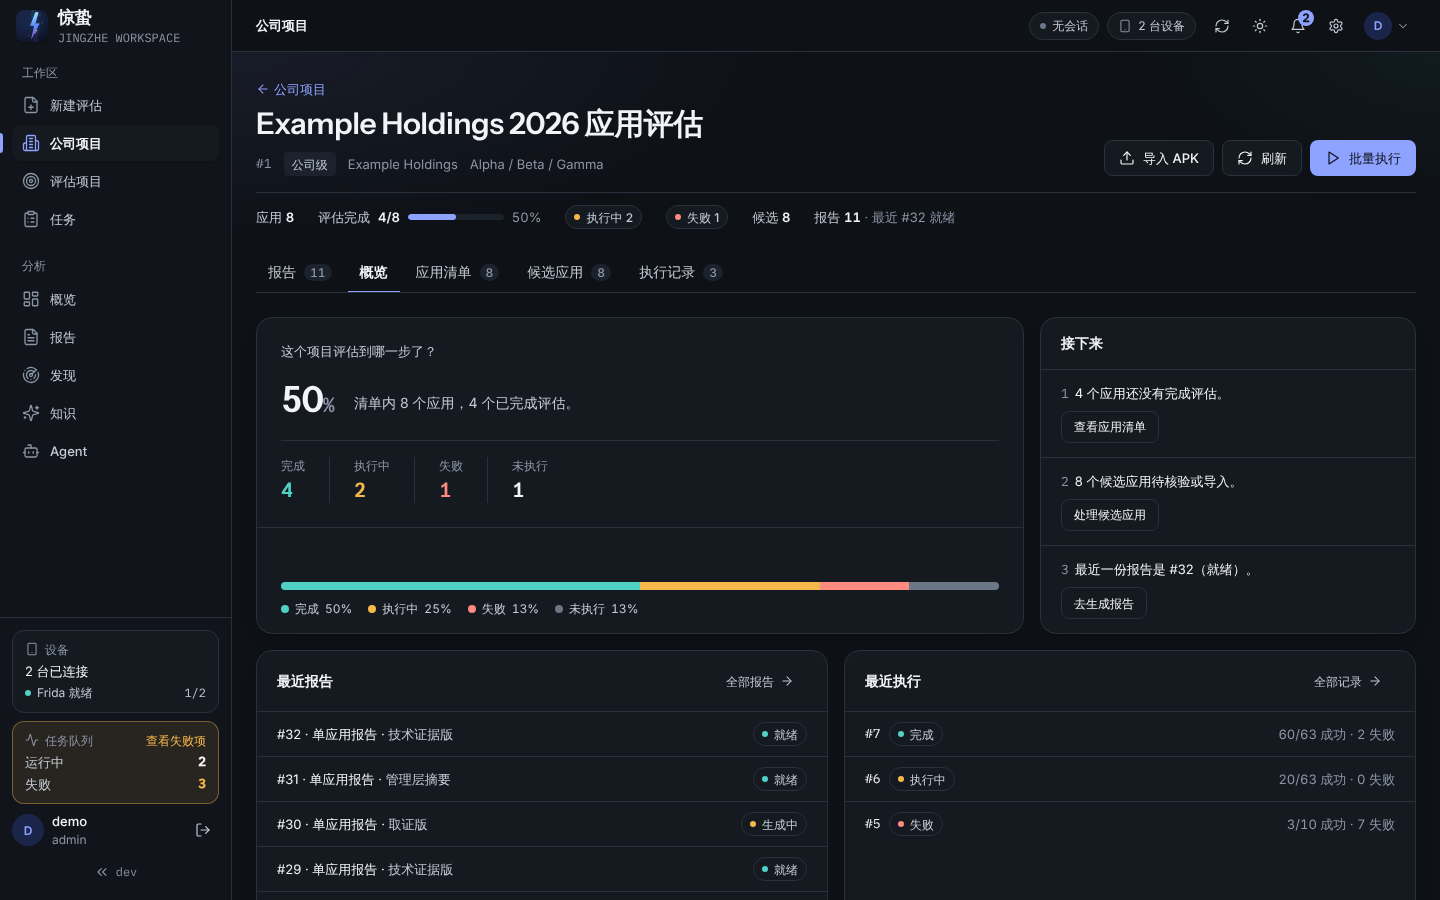 惊蛰
JINGZHE WORKSPACE
工作区
新建评估
公司项目
评估项目
任务
分析
概览
报告
发现
知识
Agent
设备
2 台已连接
Frida 就绪 1/2
任务队列 查看失败项
运行中 2
失败 3
D demo
admin
dev
公司项目
无会话 2 台设备 2 D
公司项目
Example Holdings 2026 应用评估
#1 公司级 Example Holdings Alpha / Beta / Gamma
导入 APK 刷新 批量执行
应用 8 评估完成 4/8 50% 执行中 2 失败 1 候选 8 报告 11 · 最近 #32 就绪
报告 11 概览 应用清单 8 候选应用 8 执行记录 3
这个项目评估到哪一步了？
50% 清单内 8 个应用，4 个已完成评估。
完成 执行中 失败 未执行
4 2 1 1
完成 50% 执行中 25% 失败 13% 未执行 13%
接下来
1 4 个应用还没有完成评估。
查看应用清单
2 8 个候选应用待核验或导入。
处理候选应用
3 最近一份报告是 #32（就绪）。
去生成报告
最近报告 全部报告
#32 · 单应用报告 · 技术证据版 就绪
#31 · 单应用报告 · 管理层摘要 就绪
#30 · 单应用报告 · 取证版 生成中
#29 · 单应用报告 · 技术证据版 就绪
最近执行 全部记录
#7 完成 60/63 成功 · 2 失败
#6 执行中 20/63 成功 · 0 失败
#5 失败 3/10 成功 · 7 失败